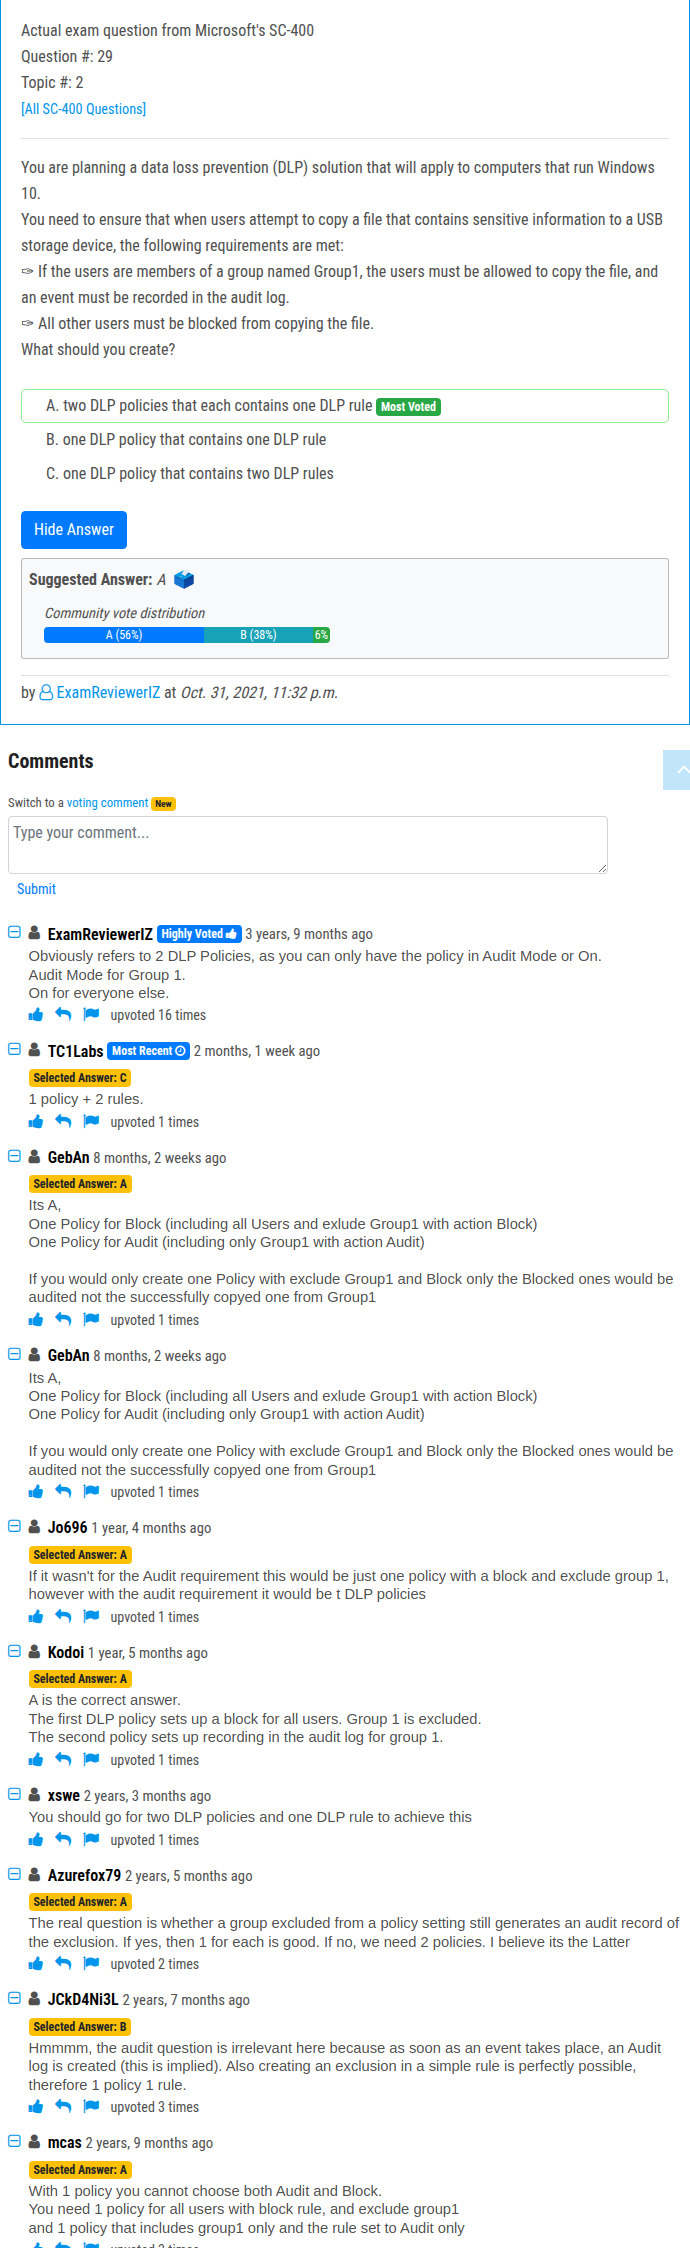 Actual exam question from Microsoft's SC-400
Question #: 29
Topic #: 2
[All SC-400 Questions]
You are planning a data loss prevention (DLP) solution that will apply to computers that run Windows
10.
You need to ensure that when users attempt to copy a file that contains sensitive information to a USB
storage device, the following requirements are met:
✑ If the users are members of a group named Group1, the users must be allowed to copy the file, and
an event must be recorded in the audit log.
✑ All other users must be blocked from copying the file.
What should you create?
A. two DLP policies that each contains one DLP rule Most Voted
B. one DLP policy that contains one DLP rule
C. one DLP policy that contains two DLP rules
Hide Answer
Suggested Answer: A
Community vote distribution
A (56%) B (38%) 6%
by ExamReviewerIZ at Oct. 31, 2021, 11:32 p.m.
Comments
Switch to a voting comment New
Type your comment...
Submit
ExamReviewerIZ Highly Voted 3 years, 9 months ago
Obviously refers to 2 DLP Policies, as you can only have the policy in Audit Mode or On.
Audit Mode for Group 1.
On for everyone else.
upvoted 16 times
TC1Labs Most Recent 2 months, 1 week ago
Selected Answer: C
1 policy + 2 rules.
upvoted 1 times
GebAn 8 months, 2 weeks ago
Selected Answer: A
Its A,
One Policy for Block (including all Users and exlude Group1 with action Block)
One Policy for Audit (including only Group1 with action Audit)
If you would only create one Policy with exclude Group1 and Block only the Blocked ones would be
audited not the successfully copyed one from Group1
upvoted 1 times
GebAn 8 months, 2 weeks ago
Its A,
One Policy for Block (including all Users and exlude Group1 with action Block)
One Policy for Audit (including only Group1 with action Audit)
If you would only create one Policy with exclude Group1 and Block only the Blocked ones would be
audited not the successfully copyed one from Group1
upvoted 1 times
Jo696 1 year, 4 months ago
Selected Answer: A
If it wasn't for the Audit requirement this would be just one policy with a block and exclude group 1,
however with the audit requirement it would be t DLP policies
upvoted 1 times
Kodoi 1 year, 5 months ago
Selected Answer: A
A is the correct answer.
The first DLP policy sets up a block for all users. Group 1 is excluded.
The second policy sets up recording in the audit log for group 1.
upvoted 1 times
xswe 2 years, 3 months ago
You should go for two DLP policies and one DLP rule to achieve this
upvoted 1 times
Azurefox79 2 years, 5 months ago
Selected Answer: A
The real question is whether a group excluded from a policy setting still generates an audit record of
the exclusion. If yes, then 1 for each is good. If no, we need 2 policies. I believe its the Latter
upvoted 2 times
JCkD4Ni3L 2 years, 7 months ago
Selected Answer: B
Hmmmm, the audit question is irrelevant here because as soon as an event takes place, an Audit
log is created (this is implied). Also creating an exclusion in a simple rule is perfectly possible,
therefore 1 policy 1 rule.
upvoted 3 times
mcas 2 years, 9 months ago
Selected Answer: A
With 1 policy you cannot choose both Audit and Block.
You need 1 policy for all users with block rule, and exclude group1
and 1 policy that includes group1 only and the rule set to Audit only